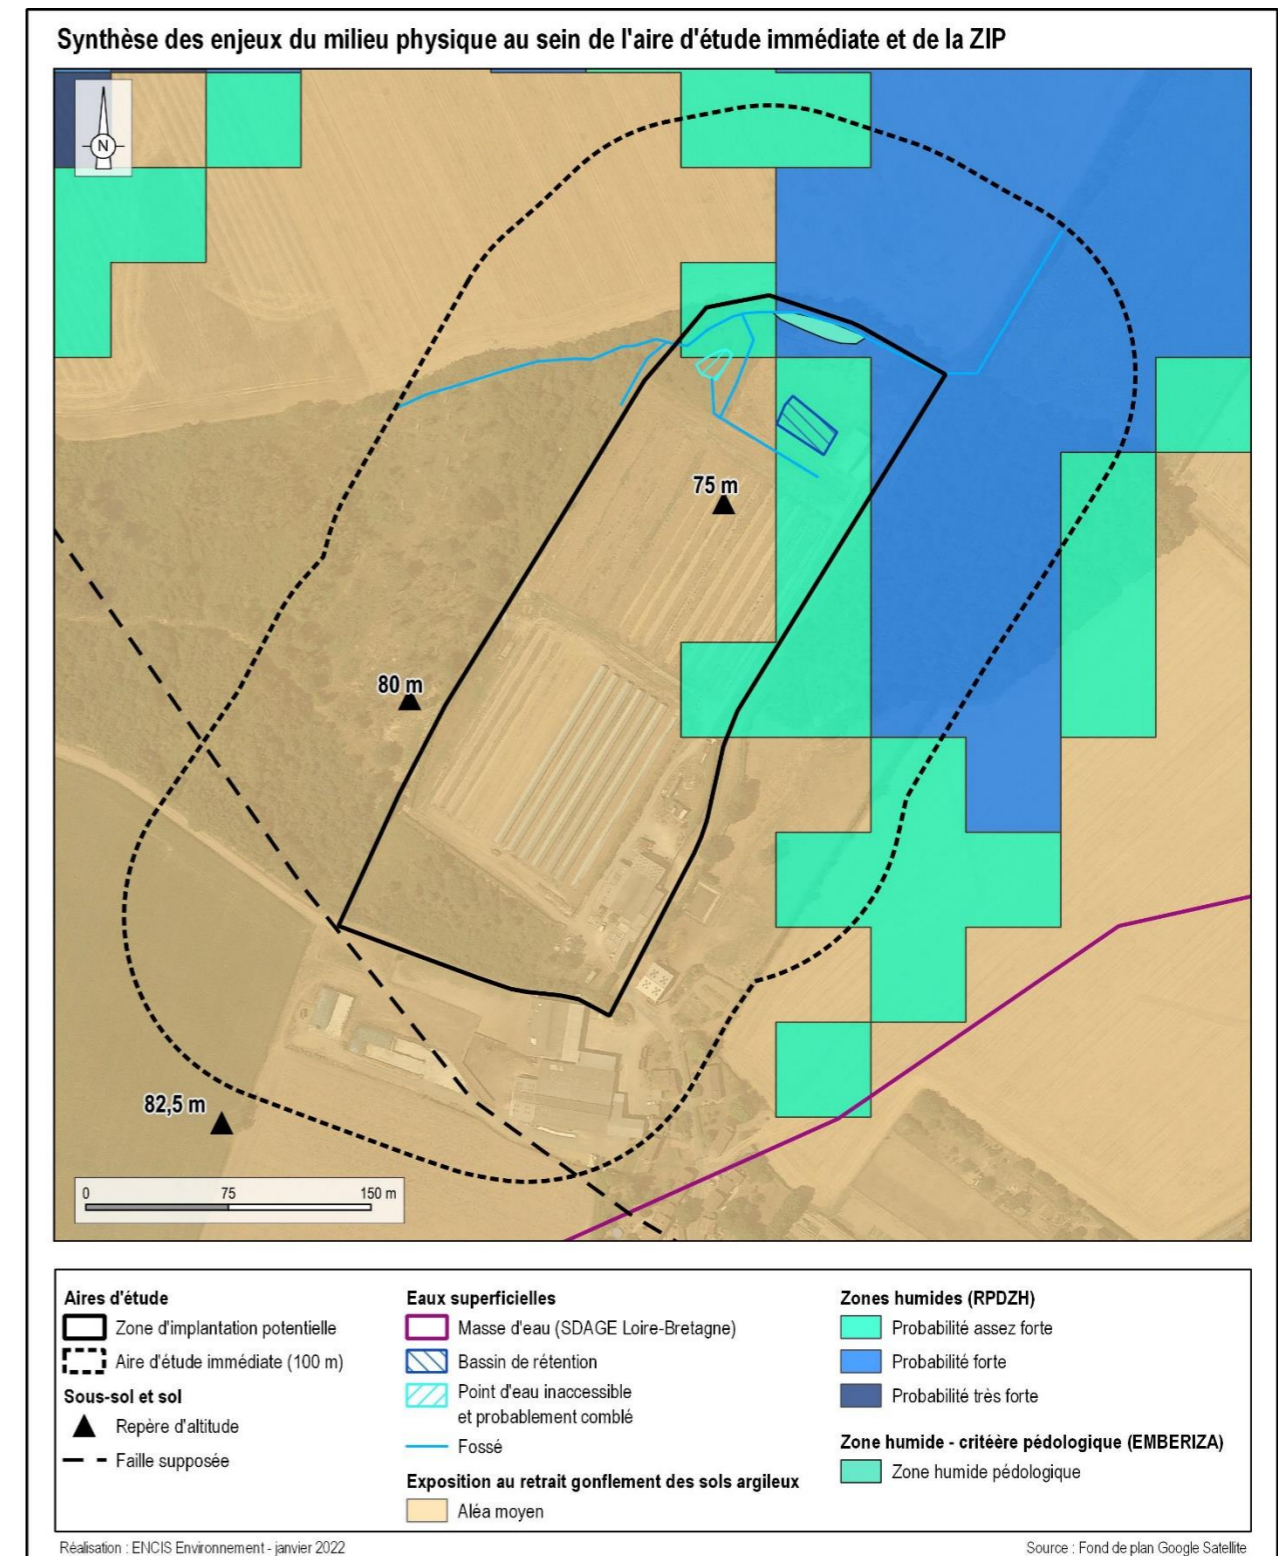 Synthèse des enjeux du milieu physique au sein de l'aire d'étude immédiate et de la ZIP
N
75 m
80 m
82,5 m
0 75 150 m
Aires d'étude
Zone d'implantation potentielle
Aire d'étude immédiate (100 m)
Sous-sol et sol
Repère d'altitude
Faille supposée
Eaux superficielles
Masse d'eau (SDAGE Loire-Bretagne)
Bassin de rétention
Point d'eau inaccessible
et probablement comblé
Fossé
Exposition au retrait gonflement des sols argileux
Aléa moyen
Zones humides (RPDZH)
Probabilité assez forte
Probabilité forte
Probabilité très forte
Zone humide - critéère pédologique (EMBERIZA)
Zone humide pédologique
Réalisation : ENCIS Environnement - janvier 2022
Source : Fond de plan Google Satellite